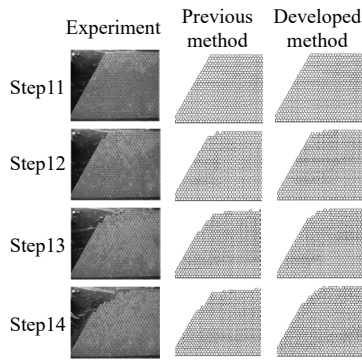 Experiment
Previous
method
Developed
method
Step11
Step12
Step13
Step14